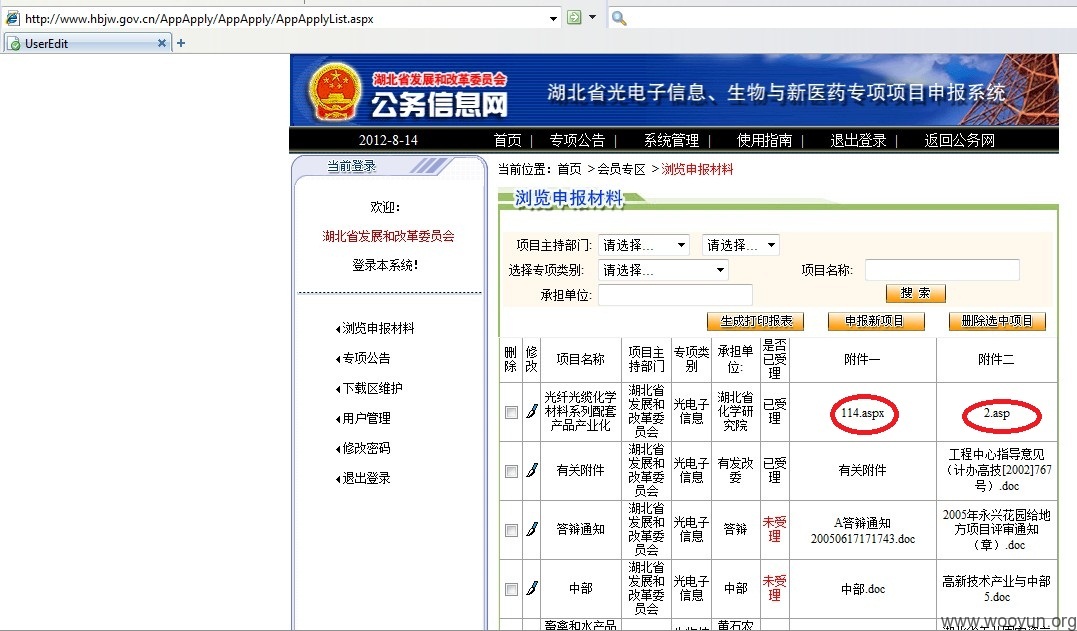 http://www.hbjw.gov.cn/AppApply/AppApply/AppApplyList.aspx
UserEdit
湖北省发展和改革委员会
公务信息网
湖北省光电子信息、生物与新医药专项项目申报系统
2012-8-14 首页 | 专项公告 | 系统管理 | 使用指南 | 退出登录 | 返回公务网
当前登录
欢迎:
湖北省发展和改革委员会
登录本系统!
浏览申报材料
专项公告
下载区维护
用户管理
修改密码
退出登录
当前位置: 首页 >会员专区 >浏览申报材料
浏览申报材料
项目主持部门: 请选择... 请选择...
选择专项类别: 请选择... 项目名称:
承担单位: 搜 索
生成打印报表 申报新项目 删除选中项目
删除 修改 项目名称 项目主持部门 专项类别 承担单位: 是否已受理 附件一 附件二
光纤光缆化学材料系列配套产品产业化 湖北省发展和改革委员会 光电子信息 湖北省化学研究院 已受理 114.aspx 2.asp
有关附件 湖北省发展和改革委员会 光电子信息 有发改委 已受理 有关附件 工程中心指导意见（计办高技[2002]767号）.doc
答辩通知 湖北省发展和改革委员会 光电子信息 答辩 未受理 A答辩通知20050617171743.doc 2005年永兴花园给地方项目评审通知（章）.doc
中部 湖北省发展和改革委员会 光电子信息 中部 未受理 中部.doc 高新技术产业与中部5.doc
畜禽和水产品
www.wooyun.org